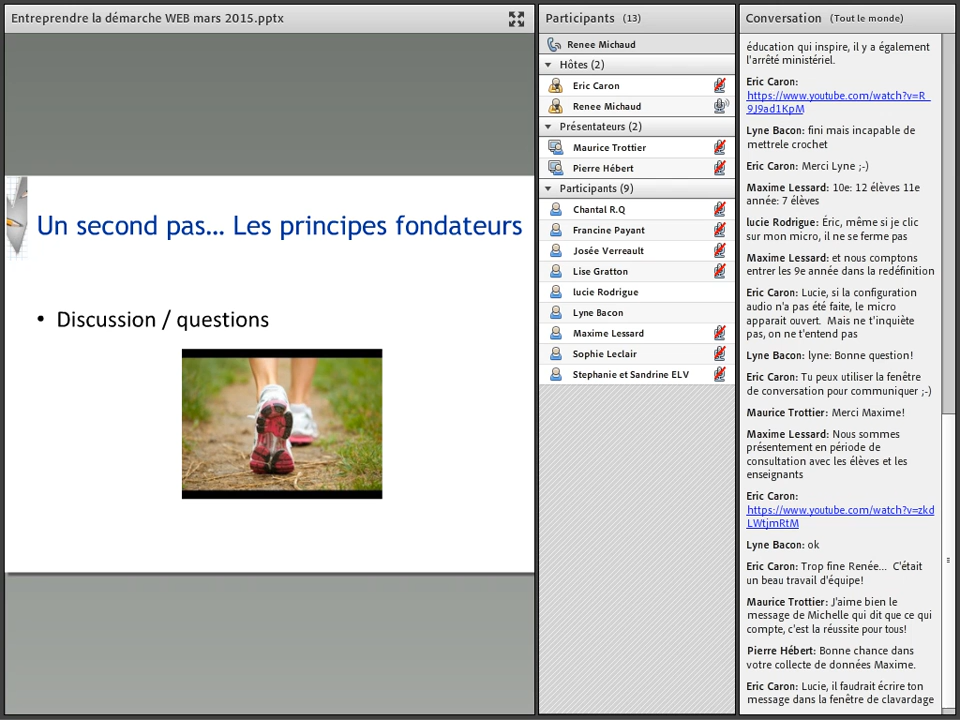 Entreprendre la démarche WEB mars 2015.pptx
Un second pas... Les principes fondateurs
• Discussion / questions
Participants (13)
Renee Michaud
Hôtes (2)
Eric Caron
Renee Michaud
Présentateurs (2)
Maurice Trottier
Pierre Hébert
Participants (9)
Chantal R.Q
Francine Payant
Josée Verreault
Lise Gratton
lucie Rodrigue
Lyne Bacon
Maxime Lessard
Sophie Leclair
Stephanie et Sandrine ELV
Conversation (Tout le monde)
éducation qui inspire, il y a également
l'arrêté ministériel.
Eric Caron:
https://www.youtube.com/watch?v=R_
9J9ad1KpM
Lyne Bacon: fini mais incapable de
mettrele crochet
Eric Caron: Merci Lyne ;-)
Maxime Lessard: 10e: 12 élèves 11e
année: 7 élèves
lucie Rodrigue: Éric, même si je clic
sur mon micro, il ne se ferme pas
Maxime Lessard: et nous comptons
entrer les 9e année dans la redéfinition
Eric Caron: Lucie, si la configuration
audio n'a pas été faite, le micro
apparait ouvert. Mais ne t'inquiète
pas, on ne t'entend pas
Lyne Bacon: lyne: Bonne question!
Eric Caron: Tu peux utiliser la fenêtre
de conversation pour communiquer ;-)
Maurice Trottier: Merci Maxime!
Maxime Lessard: Nous sommes
présentement en période de
consultation avec les élèves et les
enseignants
Eric Caron:
https://www.youtube.com/watch?v=zkd
LWtjmRtM
Lyne Bacon: ok
Eric Caron: Trop fine Renée... C'était
un beau travail d'équipe!
Maurice Trottier: J'aime bien le
message de Michelle qui dit que ce qui
compte, c'est la réussite pour tous!
Pierre Hébert: Bonne chance dans
votre collecte de données Maxime.
Eric Caron: Lucie, il faudrait écrire ton
message dans la fenêtre de clavardage